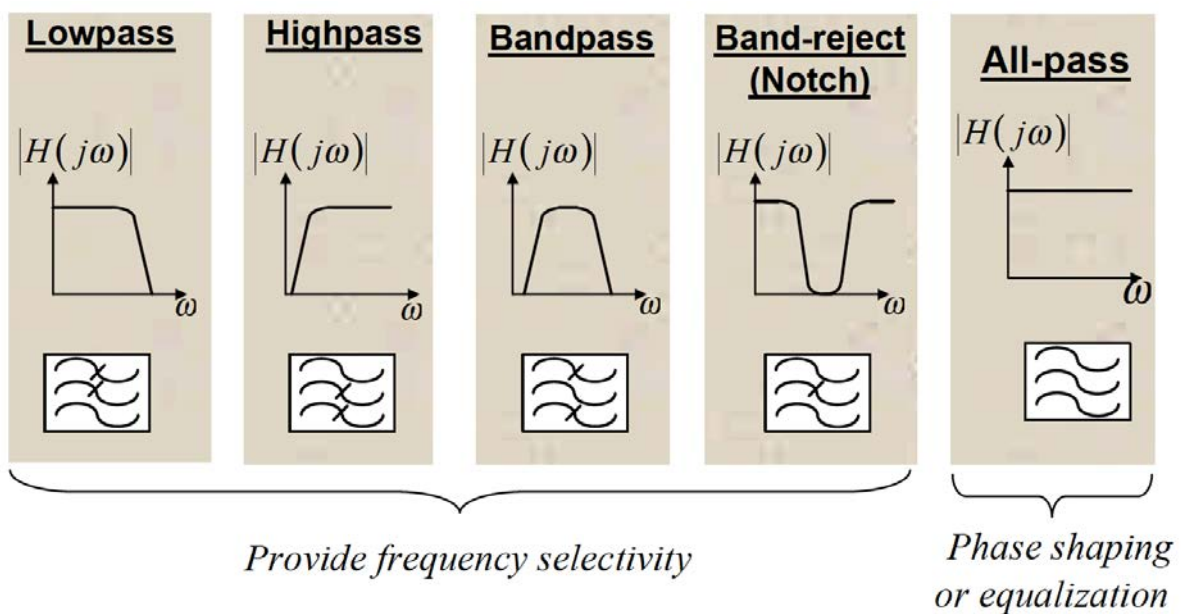 Lowpass
|H(jω)|
ω
Highpass
|H(jω)|
ω
Bandpass
|H(jω)|
ω
Band-reject
(Notch)
|H(jω)|
ω
All-pass
|H(jω)|
ω
Provide frequency selectivity
Phase shaping
or equalization